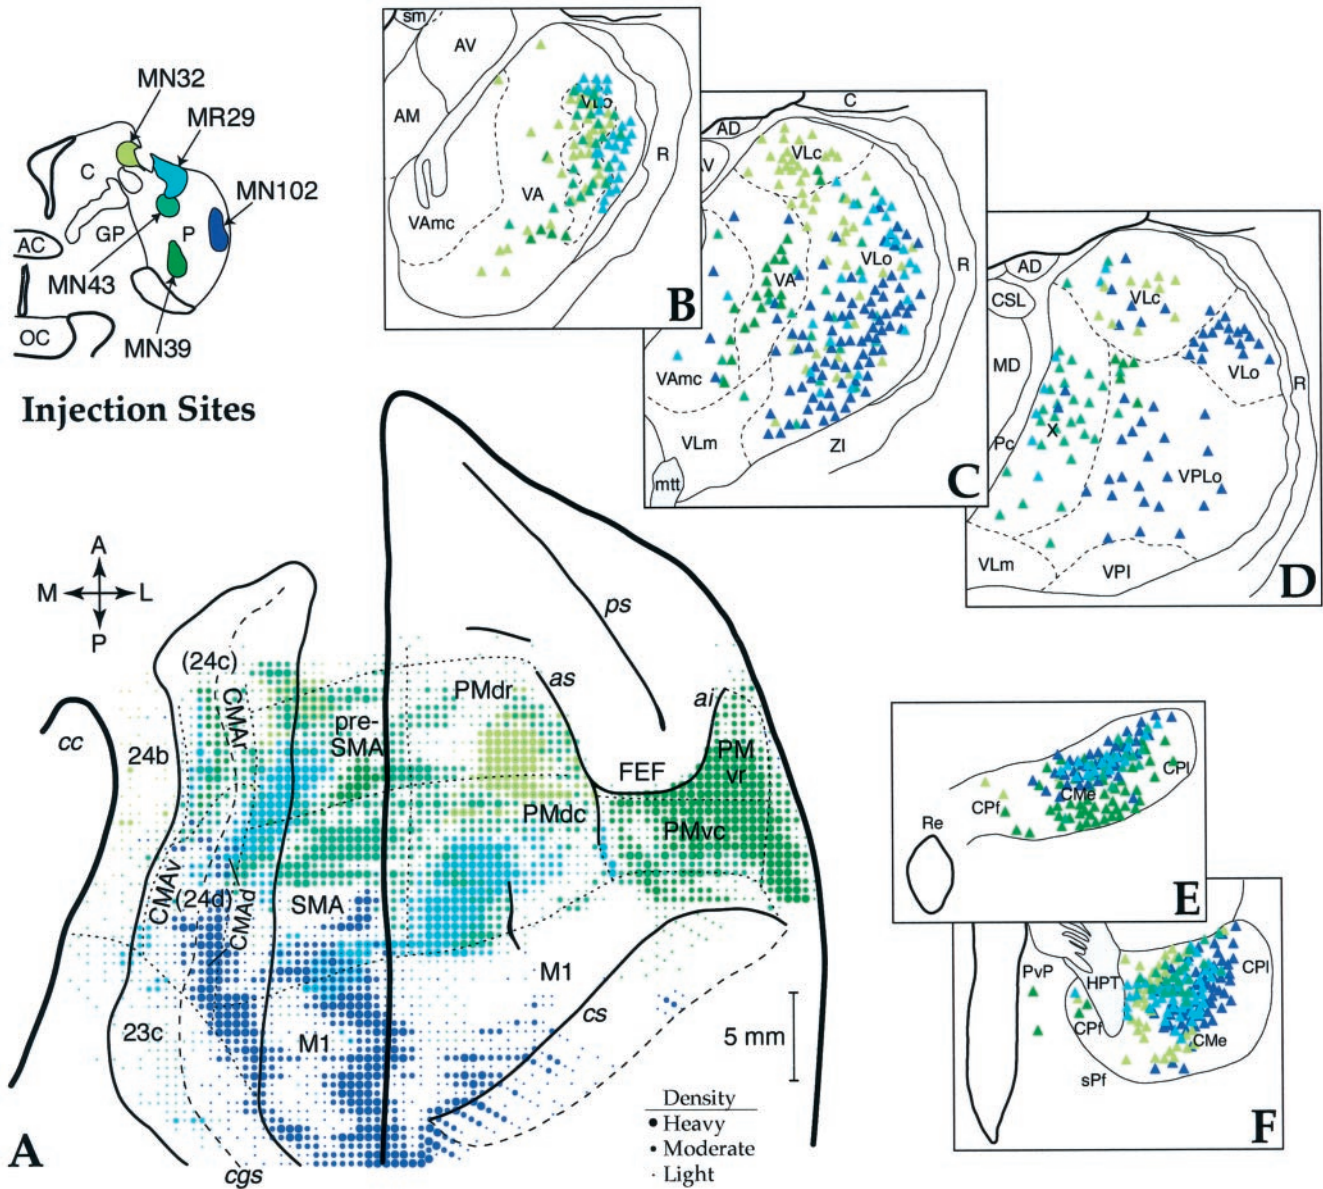 MN32
MR29
MN102
C
GP
P
AC
MN43
OC
MN39
Injection Sites
sm
AV
AM
VLo
R
VA
VAmc
B
C
AD
VLc
R
VLo
VA
VAmc
VLm
ZI
mtt
C
AD
CSL
VLc
MD
VLo
R
X
Pc
VPLo
VLm
VPI
D
A
M
L
P
ps
(24c)
CMAr
as
PMdr
ai
pre-
SMA
cc
24b
FEF
PM
vr
PMdc
PMvc
CMAv
(24d)
CMAd
SMA
M1
cs
23c
M1
5 mm
Density
Heavy
Moderate
Light
A
cgs
CPl
CPf
CMe
Re
E
PvP
HPT
CPl
CPf
CMe
sPf
F